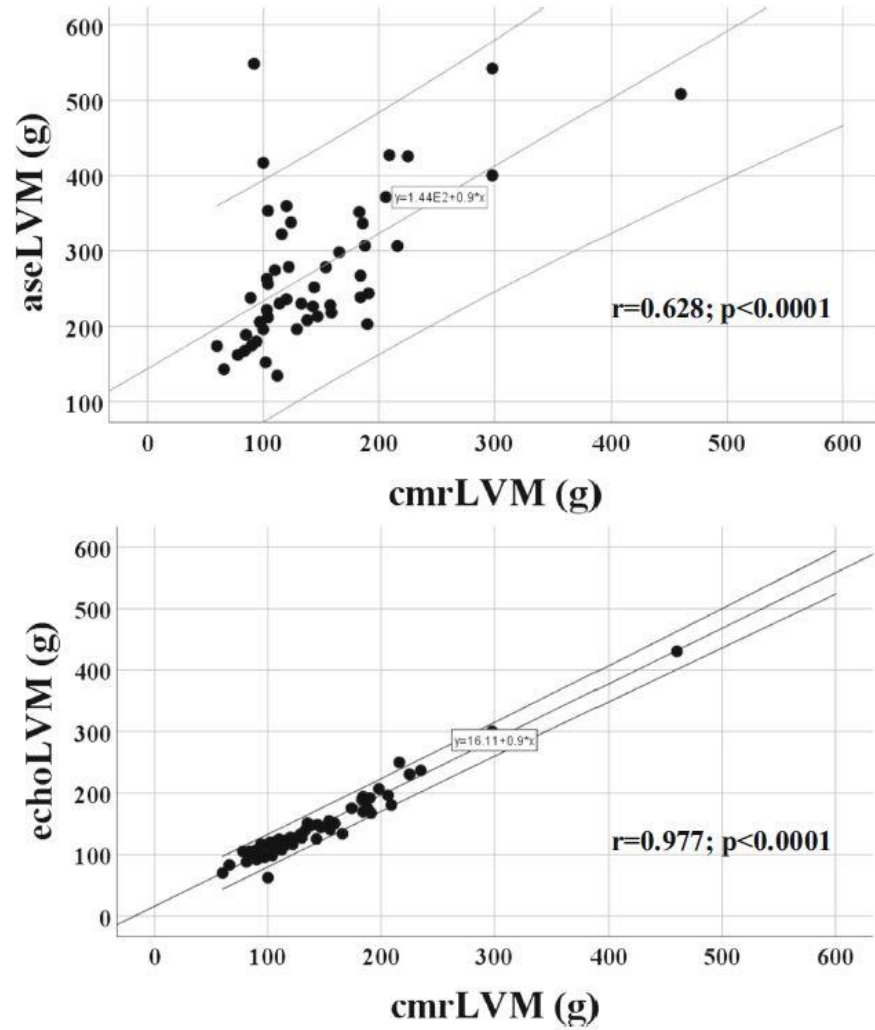 600
500
400
300
200
100
aseLVM (g)
y=1.44E2+0.9*x
r=0.628; p<0.0001
0 100 200 300 400 500 600
cmrLVM (g)
600
500
400
300
200
100
0
echoLVM (g)
y=16.11+0.9*x
r=0.977; p<0.0001
0 100 200 300 400 500 600
cmrLVM (g)